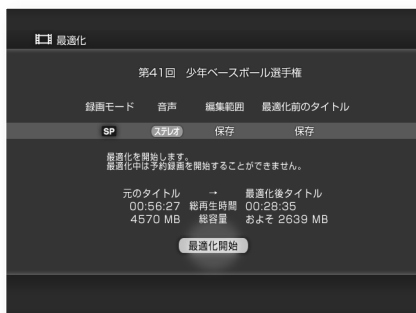 最適化
第41回 少年ベースボール選手権
録画モード 音声 編集範囲 最適化前のタイトル
SP ステレオ 保存 保存
最適化を開始します。
最適化中は予約録画を開始することができません。
元のタイトル → 最適化後タイトル
00:56:27 総再生時間 00:28:35
4570 MB 総容量 およそ 2639 MB
最適化開始